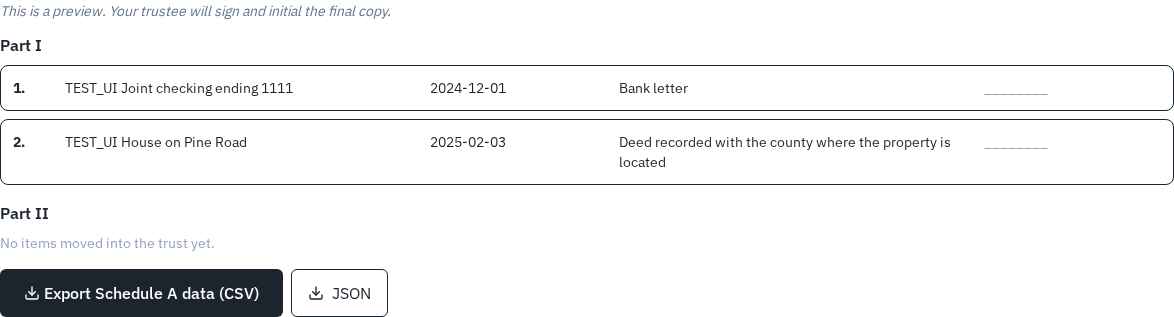 This is a preview. Your trustee will sign and initial the final copy.
Part I
1. TEST_UI Joint checking ending 1111 2024-12-01 Bank letter ________
2. TEST_UI House on Pine Road 2025-02-03 Deed recorded with the county where the property is located ________
Part II
No items moved into the trust yet.
Export Schedule A data (CSV) JSON